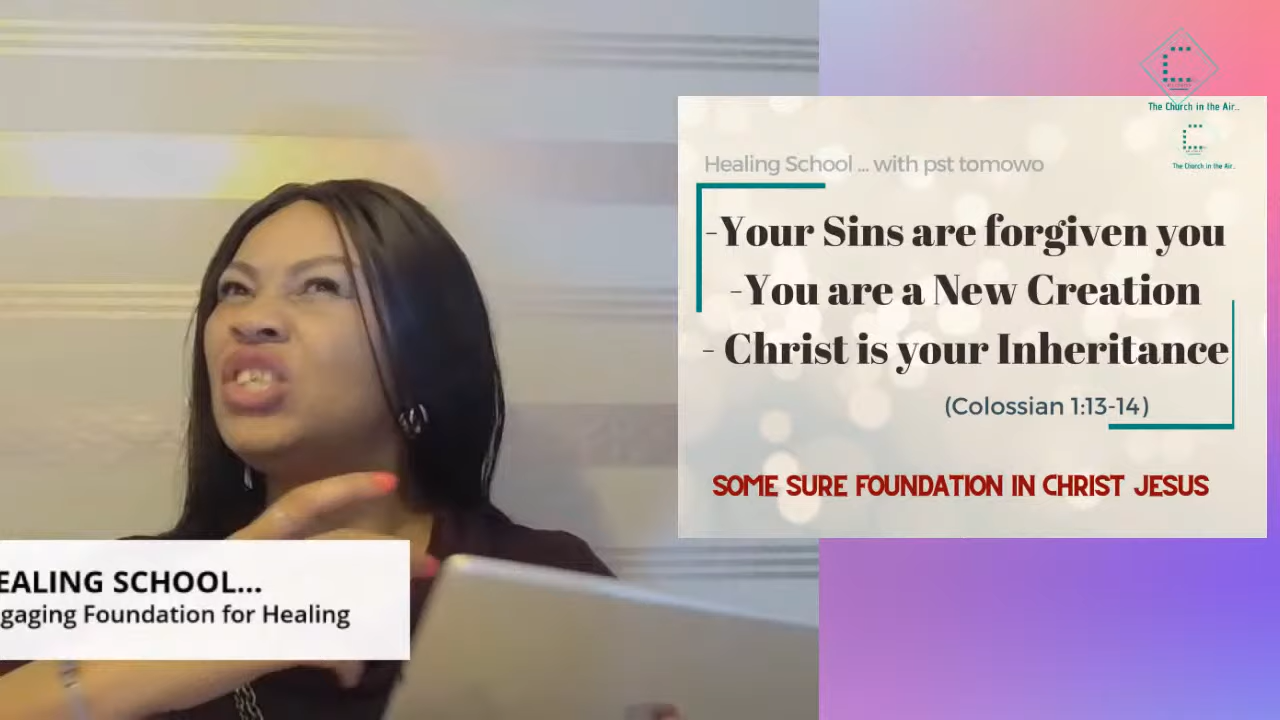 The Church in the Air..
The Church in the Air..
Healing School ... with pst tomowo
-Your Sins are forgiven you
-You are a New Creation
- Christ is your Inheritance
(Colossian 1:13-14)
SOME SURE FOUNDATION IN CHRIST JESUS
EALING SCHOOL...
gaging Foundation for Healing